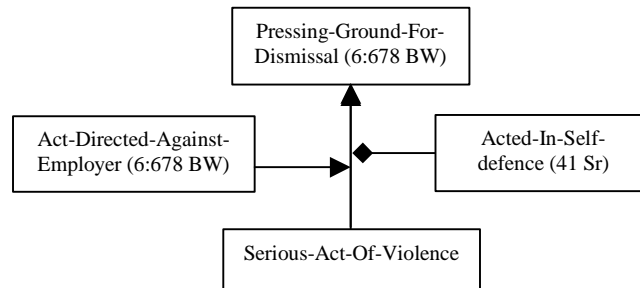 Pressing-Ground-For-
Dismissal (6:678 BW)
Act-Directed-Against-
Employer (6:678 BW)
Acted-In-Self-
defence (41 Sr)
Serious-Act-Of-Violence